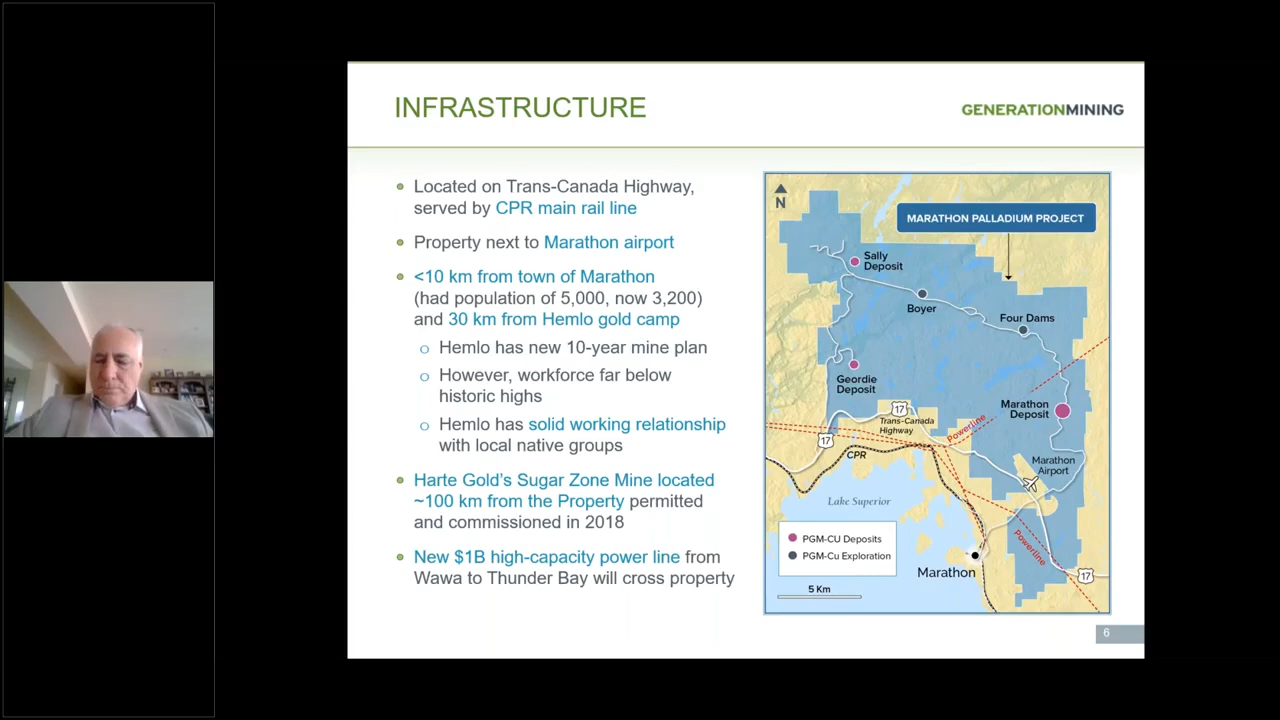 INFRASTRUCTURE
GENERATIONMINING
Located on Trans-Canada Highway,
served by CPR main rail line
Property next to Marathon airport
<10 km from town of Marathon
(had population of 5,000, now 3,200)
and 30 km from Hemlo gold camp
Hemlo has new 10-year mine plan
However, workforce far below
historic highs
Hemlo has solid working relationship
with local native groups
Harte Gold's Sugar Zone Mine located
~100 km from the Property permitted
and commissioned in 2018
New $1B high-capacity power line from
Wawa to Thunder Bay will cross property
N
MARATHON PALLADIUM PROJECT
Sally
Deposit
Boyer
Four Dams
Geordie
Deposit
Marathon
Deposit
17
Trans-Canada
Highway
Powerline
17
CPR
Marathon
Airport
Lake Superior
PGM-CU Deposits
PGM-Cu Exploration
Powerline
Marathon
17
5 Km
6